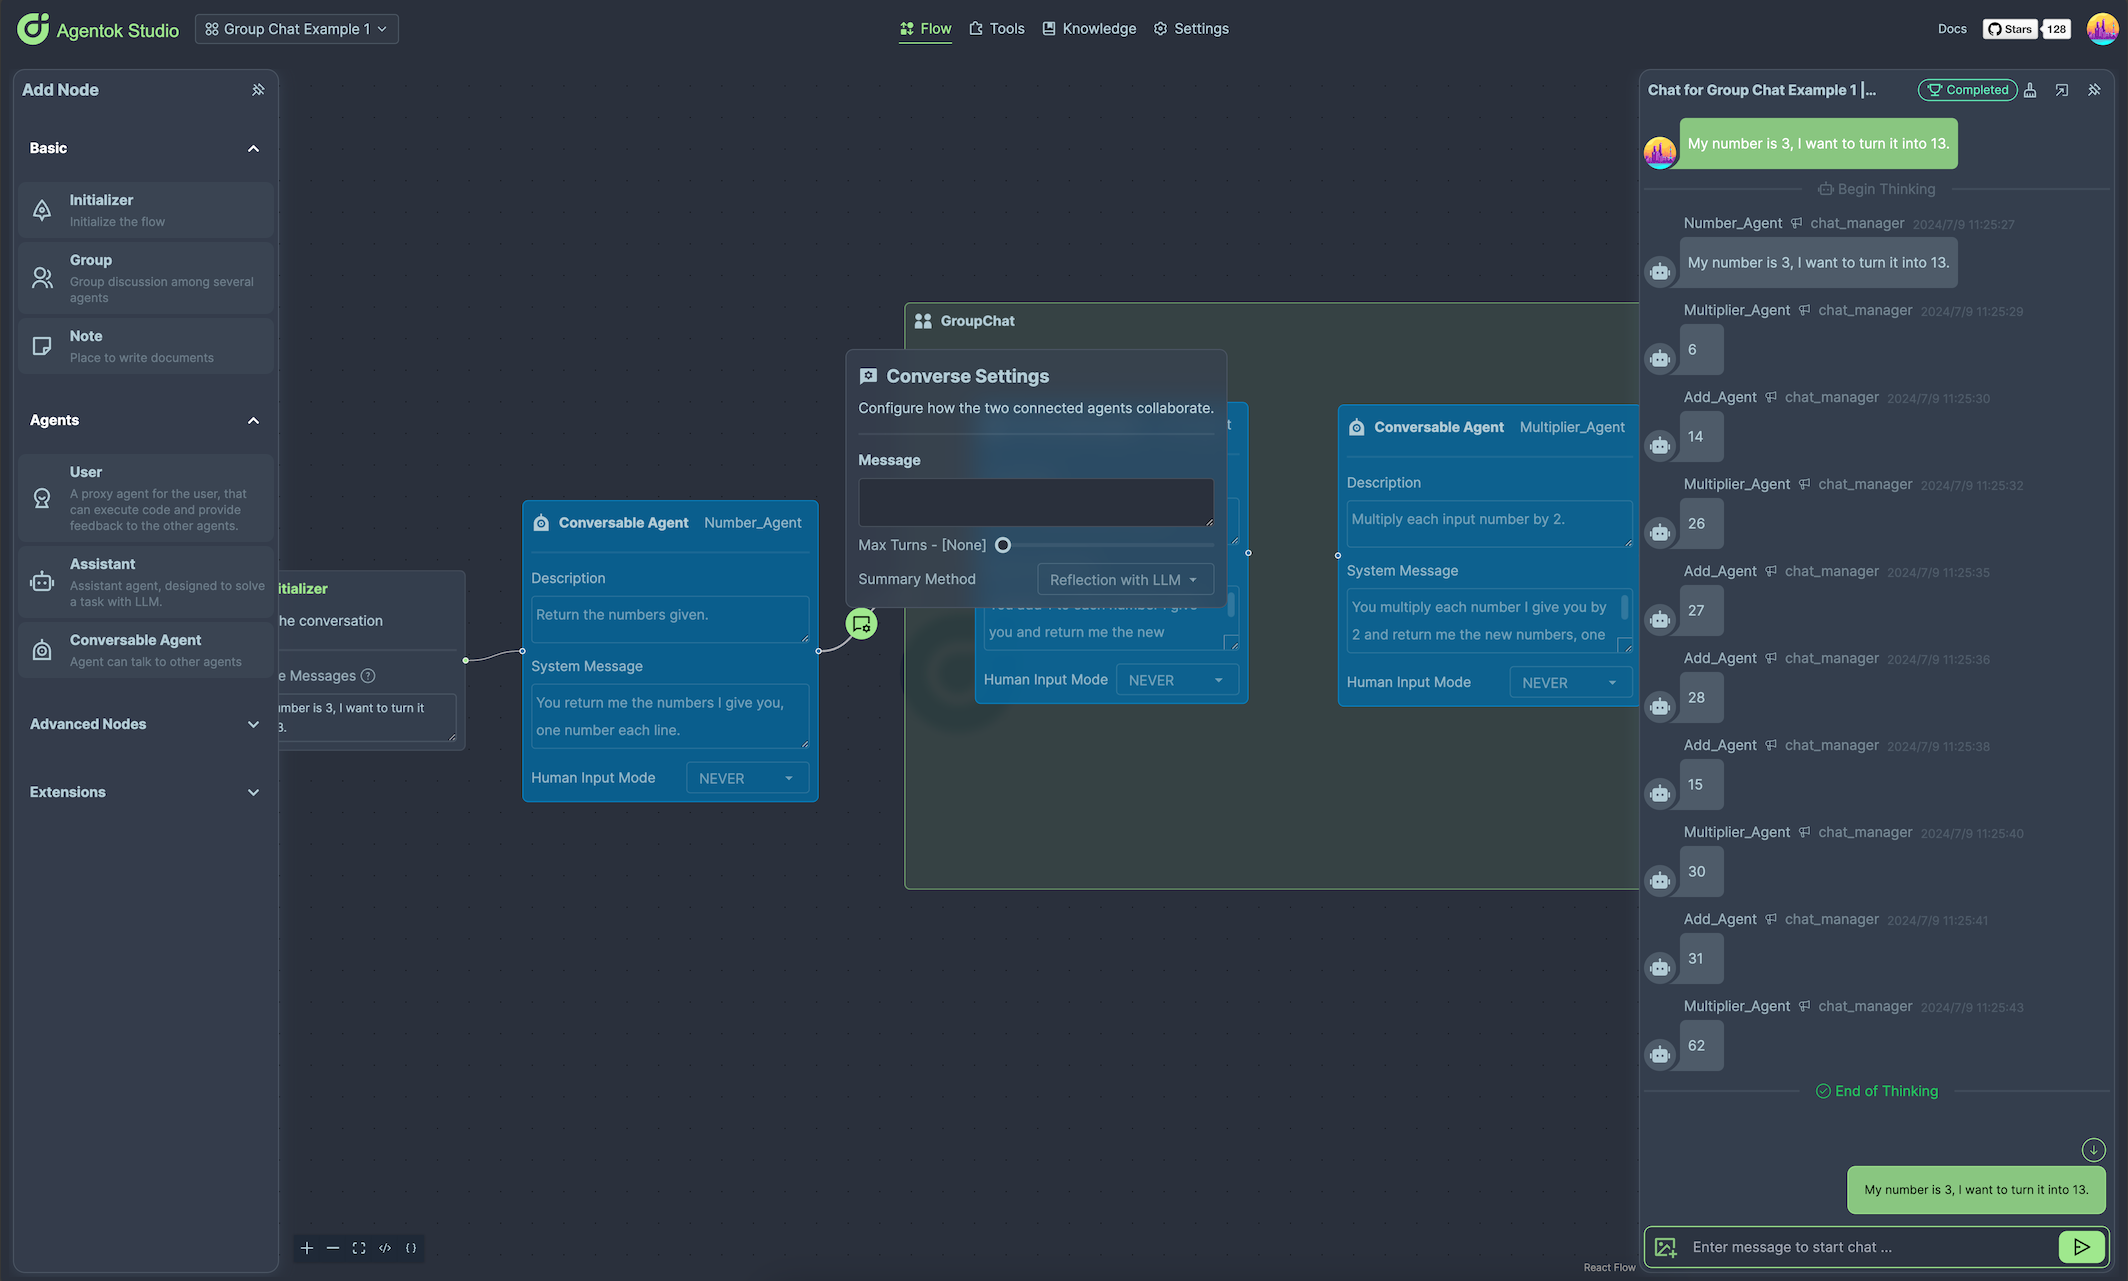 Agentok Studio
Group Chat Example 1
Flow
Tools
Knowledge
Settings
Docs
Stars
128
Add Node
Basic
Initializer
Initialize the flow
Group
Group discussion among several
agents
Note
Place to write documents
Agents
User
A proxy agent for the user, that
can execute code and provide
feedback to the other agents.
Assistant
Assistant agent, designed to solve
a task with LLM.
Conversable Agent
Agent can talk to other agents
Advanced Nodes
Extensions
itializer
he conversation
e Messages
mber is 3, I want to turn it
3.
Conversable Agent Number_Agent
Description
Return the numbers given.
System Message
You return me the numbers I give you,
one number each line.
Human Input Mode NEVER
GroupChat
Converse Settings
Configure how the two connected agents collaborate.
Message
Max Turns - [None]
Summary Method Reflection with LLM
t
You add 1 to each number I give
you and return me the new
Human Input Mode NEVER
Conversable Agent Multiplier_Agent
Description
Multiply each input number by 2.
System Message
You multiply each number I give you by
2 and return me the new numbers, one
Human Input Mode NEVER
React Flow
Chat for Group Chat Example 1 |...
Completed
My number is 3, I want to turn it into 13.
Begin Thinking
Number_Agent chat_manager 2024/7/9 11:25:27
My number is 3, I want to turn it into 13.
Multiplier_Agent chat_manager 2024/7/9 11:25:29
6
Add_Agent chat_manager 2024/7/9 11:25:30
14
Multiplier_Agent chat_manager 2024/7/9 11:25:32
26
Add_Agent chat_manager 2024/7/9 11:25:35
27
Add_Agent chat_manager 2024/7/9 11:25:36
28
Add_Agent chat_manager 2024/7/9 11:25:38
15
Multiplier_Agent chat_manager 2024/7/9 11:25:40
30
Add_Agent chat_manager 2024/7/9 11:25:41
31
Multiplier_Agent chat_manager 2024/7/9 11:25:43
62
End of Thinking
My number is 3, I want to turn it into 13.
Enter message to start chat ...